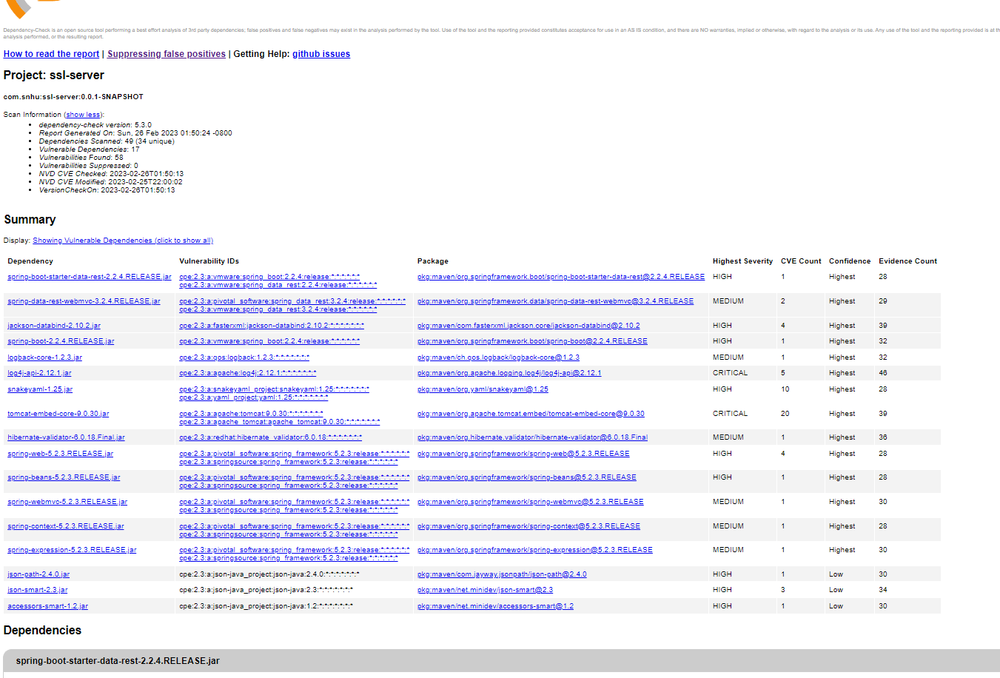 Dependency-Check is an open source tool performing a best effort analysis of 3rd party dependencies; false positives and false negatives may exist in the analysis performed by the tool. Use of the tool and the reporting provided constitutes acceptance for use in an AS IS condition, and there are NO warranties, implied or otherwise, with regard to the analysis or its use. Any use of the tool and the reporting provided is at th
analysis performed, or the resulting report.
How to read the report | Suppressing false positives | Getting Help: github issues
Project: ssl-server
com.snhu:ssl-server:0.0.1-SNAPSHOT
Scan Information (show less):
• dependency-check version: 5.3.0
• Report Generated On: Sun, 26 Feb 2023 01:50:24 -0800
• Dependencies Scanned: 49 (34 unique)
• Vulnerable Dependencies: 17
• Vulnerabilities Found: 58
• Vulnerabilities Suppressed: 0
• NVD CVE Checked: 2023-02-26T01:50:13
• NVD CVE Modified: 2023-02-25T22:00:02
• VersionCheckOn: 2023-02-26T01:50:13
Summary
Display: Showing Vulnerable Dependencies (click to show all)
Dependency Vulnerability IDs Package Highest Severity CVE Count Confidence Evidence Count
spring-boot-starter-data-rest-2.2.4.RELEASE.jar cpe:2.3:a:vmware:spring_boot:2.2.4:release:*:*:*:*:*:* pkg:maven/org.springframework.boot/spring-boot-starter-data-rest@2.2.4.RELEASE HIGH 1 Highest 28
cpe:2.3:a:vmware:spring_data_rest:2.2.4:release:*:*:*:*:*:*
spring-data-rest-webmvc-3.2.4.RELEASE.jar cpe:2.3:a:pivotal_software:spring_data_rest:3.2.4:release:*:*:*:*:*:* pkg:maven/org.springframework.data/spring-data-rest-webmvc@3.2.4.RELEASE MEDIUM 2 Highest 29
cpe:2.3:a:vmware:spring_data_rest:3.2.4:release:*:*:*:*:*:*
jackson-databind-2.10.2.jar cpe:2.3:a:fasterxml:jackson-databind:2.10.2:*:*:*:*:*:*:* pkg:maven/com.fasterxml.jackson.core/jackson-databind@2.10.2 HIGH 4 Highest 39
spring-boot-2.2.4.RELEASE.jar cpe:2.3:a:vmware:spring_boot:2.2.4:release:*:*:*:*:*:* pkg:maven/org.springframework.boot/spring-boot@2.2.4.RELEASE HIGH 1 Highest 32
logback-core-1.2.3.jar cpe:2.3:a:qos:logback:1.2.3:*:*:*:*:*:*:* pkg:maven/ch.qos.logback/logback-core@1.2.3 MEDIUM 1 Highest 32
log4j-api-2.12.1.jar cpe:2.3:a:apache:log4j:2.12.1:*:*:*:*:*:*:* pkg:maven/org.apache.logging.log4j/log4j-api@2.12.1 CRITICAL 5 Highest 46
snakeyaml-1.25.jar cpe:2.3:a:snakeyaml_project:snakeyaml:1.25:*:*:*:*:*:*:* pkg:maven/org.yaml/snakeyaml@1.25 HIGH 10 Highest 28
cpe:2.3:a:yaml_project:yaml:1.25:*:*:*:*:*:*:*
tomcat-embed-core-9.0.30.jar cpe:2.3:a:apache:tomcat:9.0.30:*:*:*:*:*:*:* pkg:maven/org.apache.tomcat.embed/tomcat-embed-core@9.0.30 CRITICAL 20 Highest 39
cpe:2.3:a:apache_tomcat:apache_tomcat:9.0.30:*:*:*:*:*:*:*
hibernate-validator-6.0.18.Final.jar cpe:2.3:a:redhat:hibernate_validator:6.0.18:*:*:*:*:*:*:* pkg:maven/org.hibernate.validator/hibernate-validator@6.0.18.Final MEDIUM 1 Highest 36
spring-web-5.2.3.RELEASE.jar cpe:2.3:a:pivotal_software:spring_framework:5.2.3:release:*:*:*:*:*:* pkg:maven/org.springframework/spring-web@5.2.3.RELEASE HIGH 4 Highest 28
cpe:2.3:a:springsource:spring_framework:5.2.3:release:*:*:*:*:*:*
spring-beans-5.2.3.RELEASE.jar cpe:2.3:a:pivotal_software:spring_framework:5.2.3:release:*:*:*:*:*:* pkg:maven/org.springframework/spring-beans@5.2.3.RELEASE HIGH 1 Highest 28
cpe:2.3:a:springsource:spring_framework:5.2.3:release:*:*:*:*:*:*
spring-webmvc-5.2.3.RELEASE.jar cpe:2.3:a:pivotal_software:spring_framework:5.2.3:release:*:*:*:*:*:* pkg:maven/org.springframework/spring-webmvc@5.2.3.RELEASE MEDIUM 1 Highest 30
cpe:2.3:a:springsource:spring_framework:5.2.3:release:*:*:*:*:*:*
spring-context-5.2.3.RELEASE.jar cpe:2.3:a:pivotal_software:spring_framework:5.2.3:release:*:*:*:*:*:* pkg:maven/org.springframework/spring-context@5.2.3.RELEASE MEDIUM 1 Highest 28
cpe:2.3:a:springsource:spring_framework:5.2.3:release:*:*:*:*:*:*
spring-expression-5.2.3.RELEASE.jar cpe:2.3:a:pivotal_software:spring_framework:5.2.3:release:*:*:*:*:*:* pkg:maven/org.springframework/spring-expression@5.2.3.RELEASE MEDIUM 1 Highest 30
cpe:2.3:a:springsource:spring_framework:5.2.3:release:*:*:*:*:*:*
json-path-2.4.0.jar cpe:2.3:a:json-java_project:json-java:2.4.0:*:*:*:*:*:*:* pkg:maven/com.jayway.jsonpath/json-path@2.4.0 HIGH 1 Low 30
json-smart-2.3.jar cpe:2.3:a:json-java_project:json-java:2.3:*:*:*:*:*:*:* pkg:maven/net.minidev/json-smart@2.3 HIGH 3 Low 34
accessors-smart-1.2.jar cpe:2.3:a:json-java_project:json-java:1.2:*:*:*:*:*:*:* pkg:maven/net.minidev/accessors-smart@1.2 HIGH 1 Low 30
Dependencies
spring-boot-starter-data-rest-2.2.4.RELEASE.jar